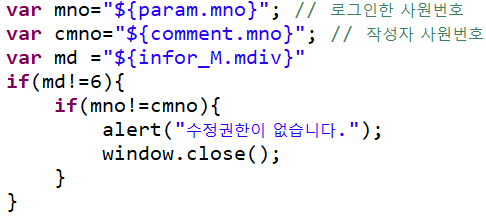 var mno="${param.mno}"; // 로그인한 사원번호
var cmno="${comment.mno}"; // 작성자 사원번호
var md ="${infor_M.mdiv}"
if(md!=6){
    if(mno!=cmno){
        alert("수정권한이 없습니다.");
        window.close();
    }
}